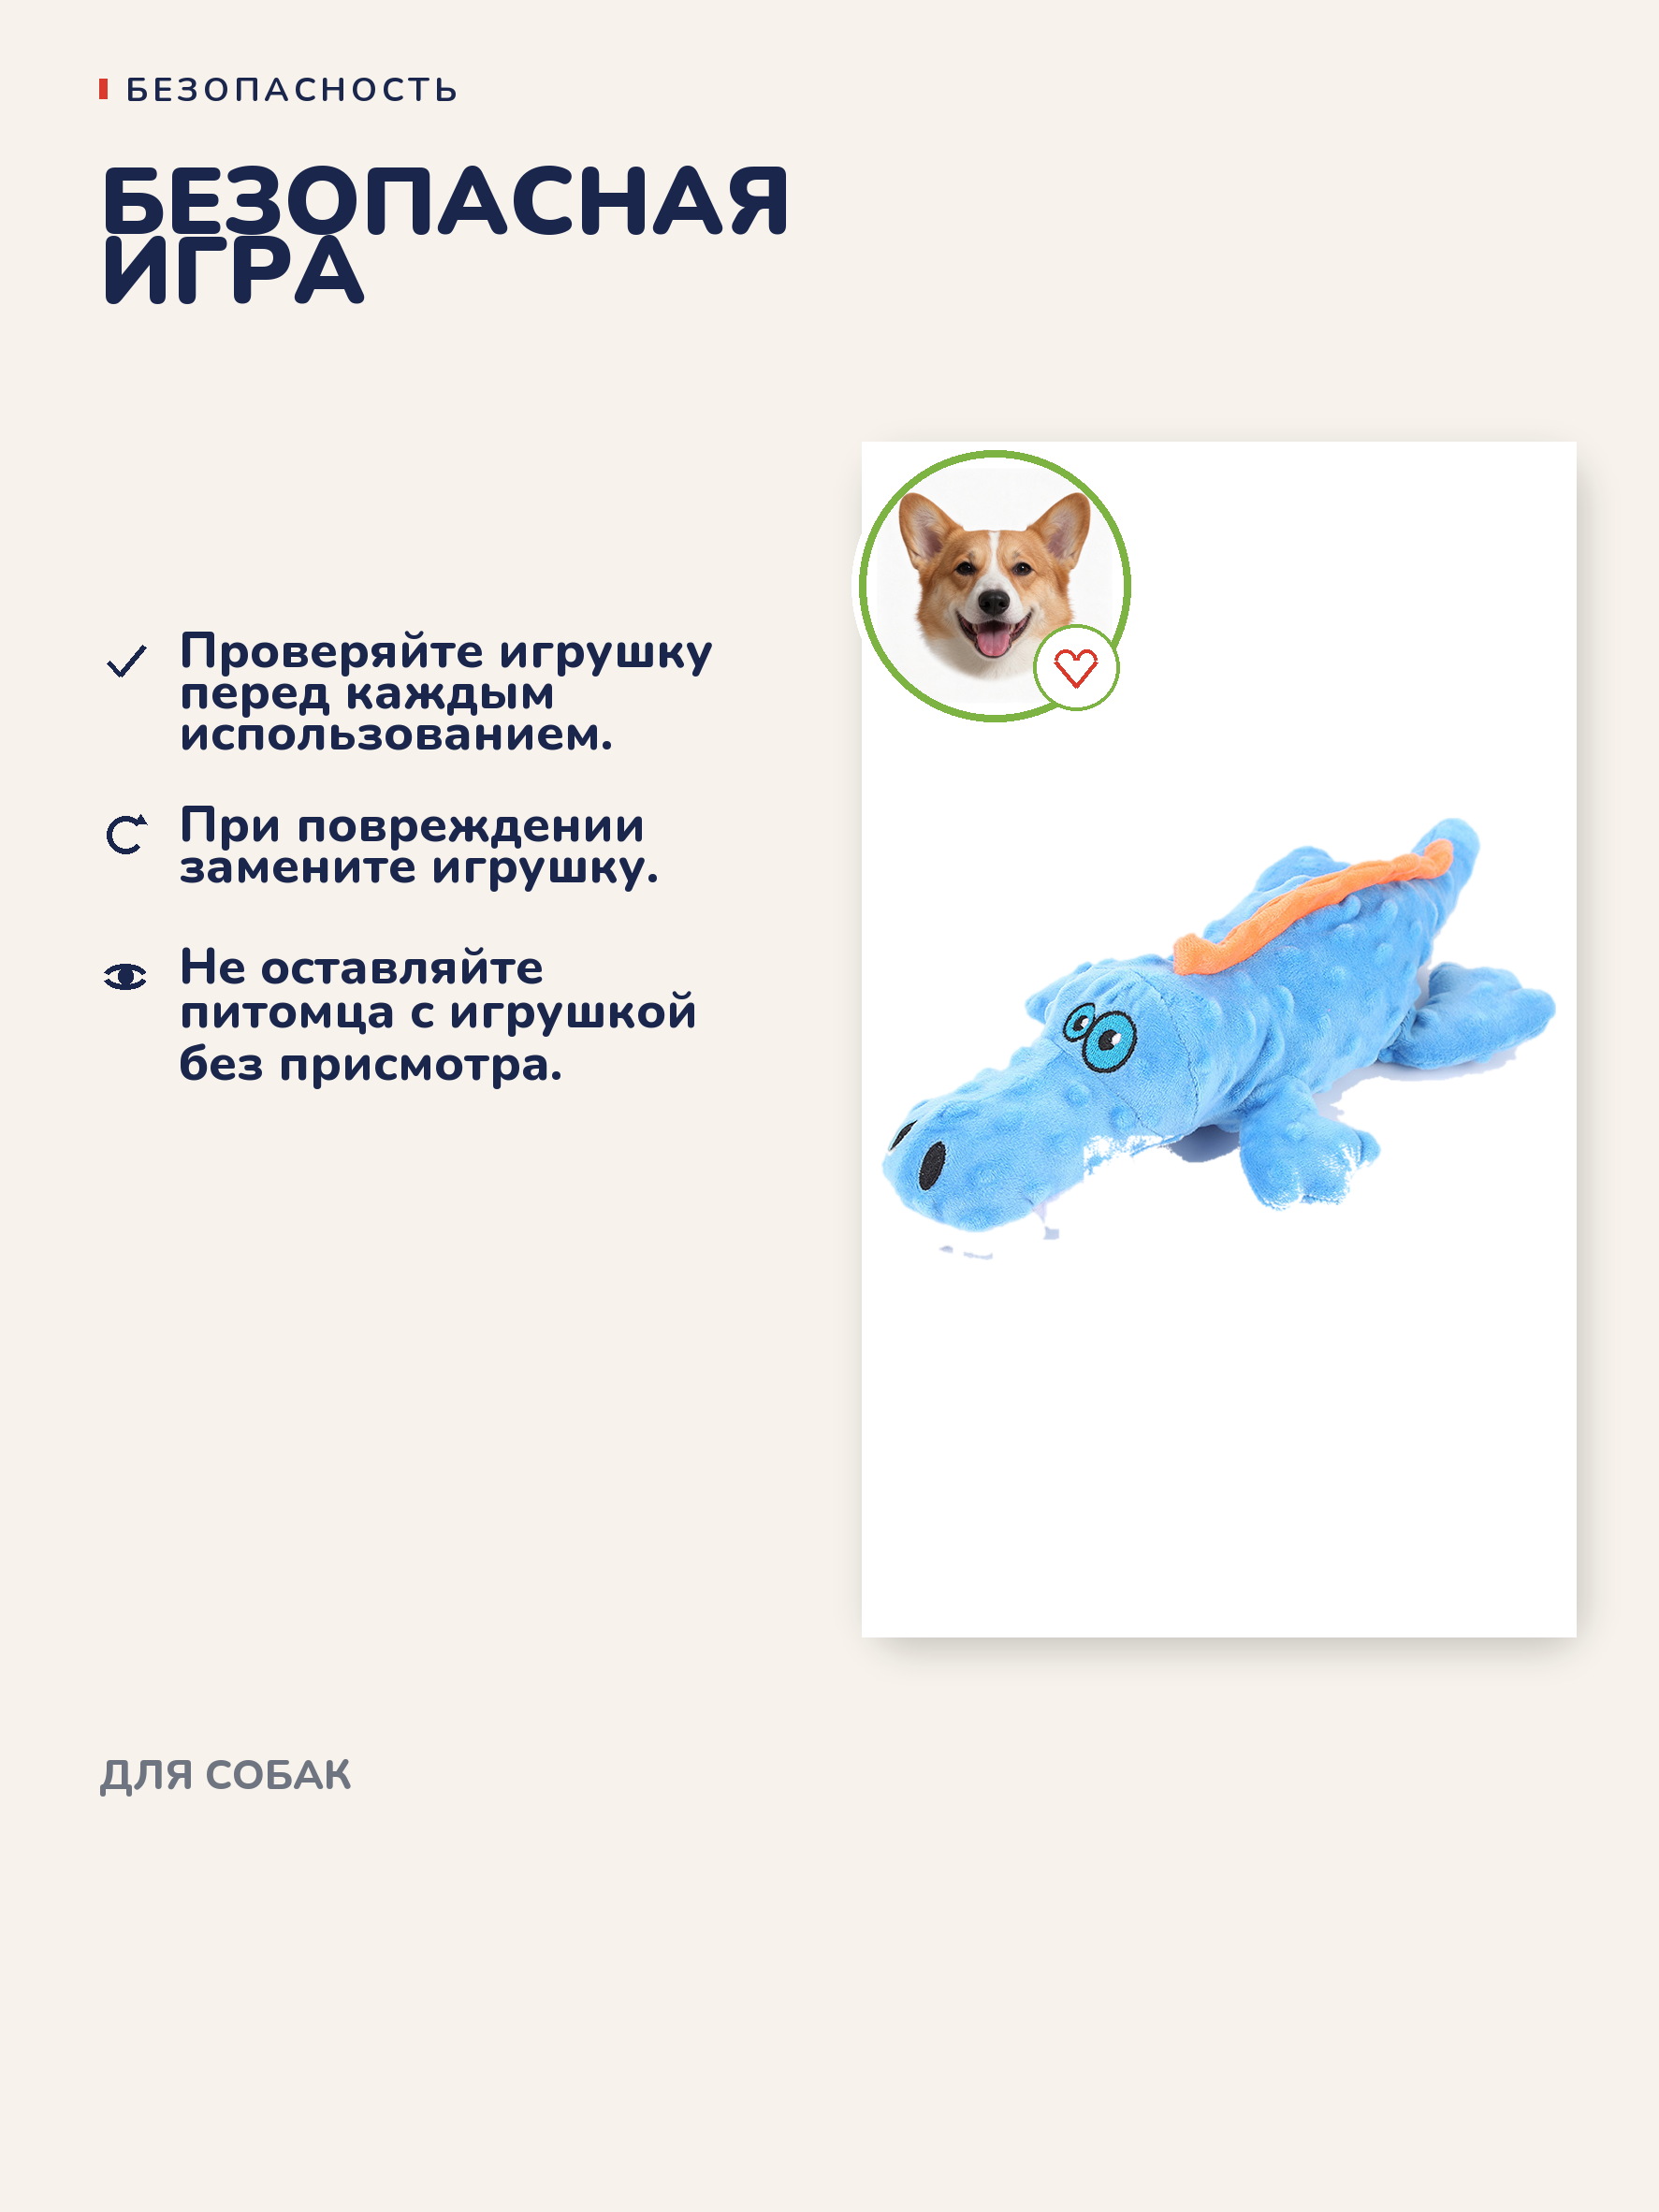 БЕЗОПАСНОСТЬ
БЕЗОПАСНАЯ
ИГРА
Проверяйте игрушку
перед каждым
использованием.
При повреждении
замените игрушку.
Не оставляйте
питомца с игрушкой
без присмотра.
ДЛЯ СОБАК